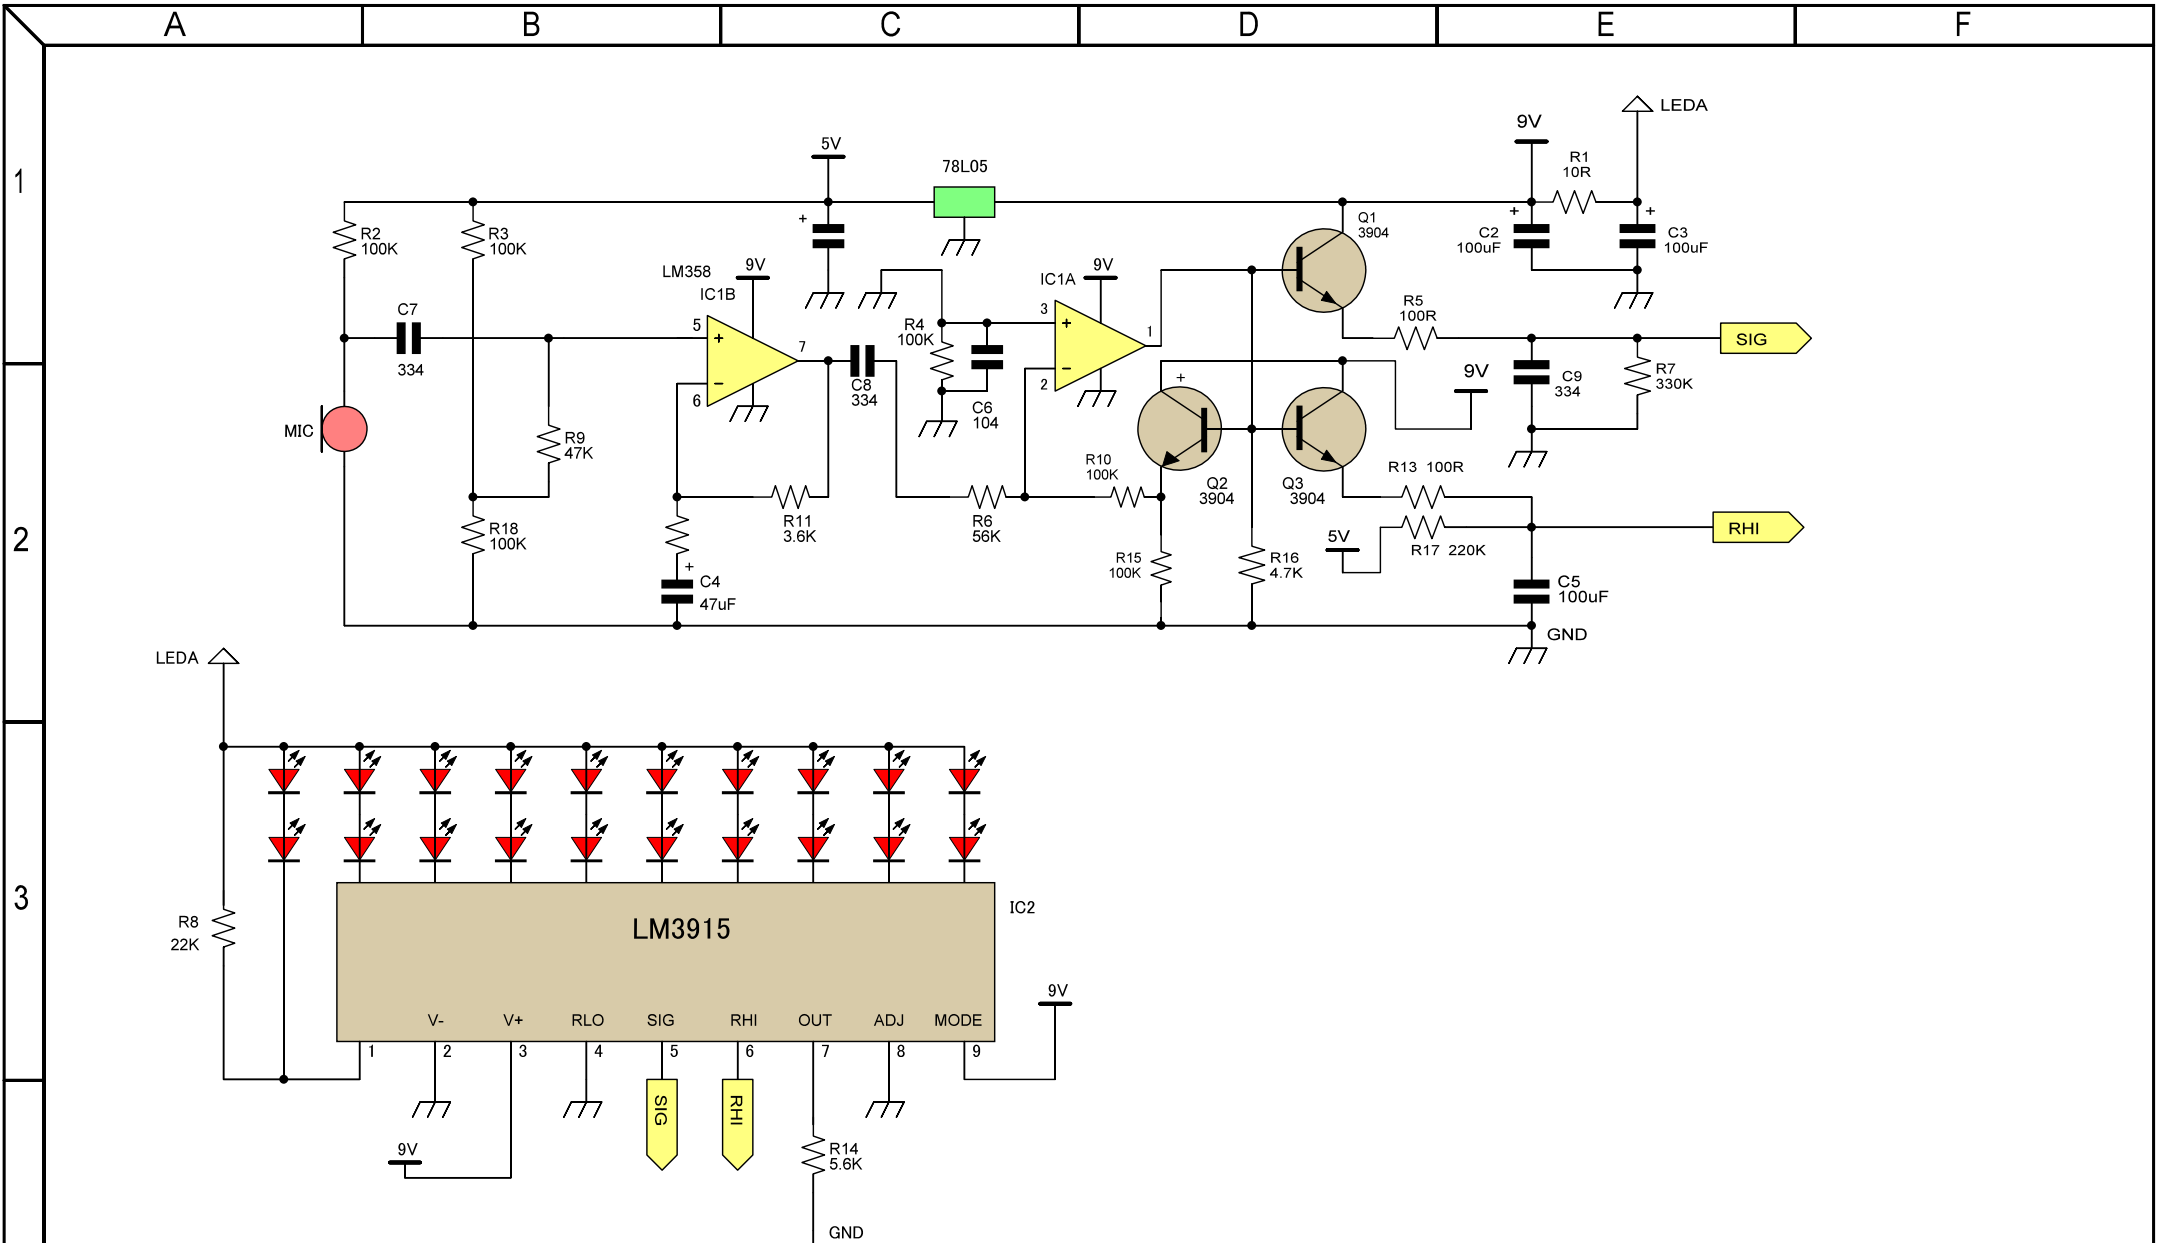 A B C D E F
1
2
3
LEDA
9V
R1
10R
5V
78L05
Q1
3904
+
+
+
C2
100uF
C3
100uF
R2
100K
R3
100K
LM358
IC1B
9V
IC1A
9V
C7
334
5
+
7
−
6
R4
100K
C8
334
C6
104
3
+
1
−
2
R5
100R
SIG
9V
C9
334
R7
330K
MIC
R9
47K
+
Q2
3904
Q3
3904
R10
100K
R13 100R
R11
3.6K
R6
56K
R18
100K
R15
100K
R16
4.7K
5V
R17 220K
RHI
+
C4
47uF
C5
100uF
GND
LEDA
R8
22K
LM3915
IC2
V- V+ RLO SIG RHI OUT ADJ MODE
1 2 3 4 5 6 7 8 9
9V
SIG
RHI
9V
R14
5.6K
GND